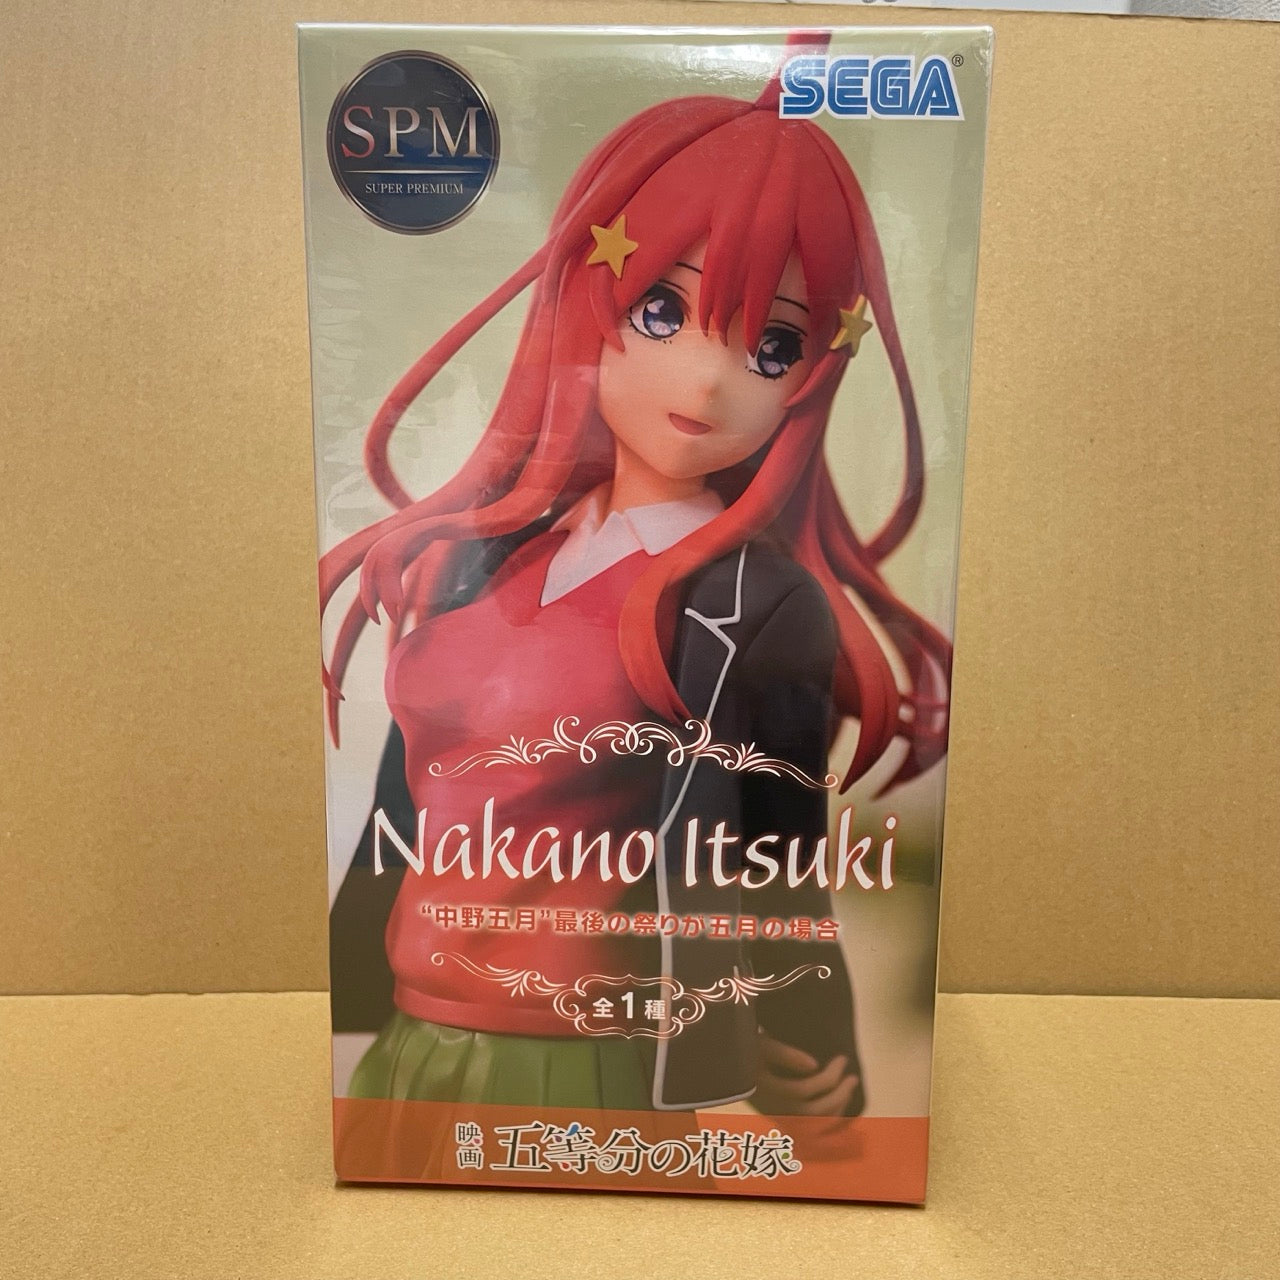 SPM
SUPER PREMIUM
SEGA®
Nakano Itsuki
“中野五月”最後の祭りが五月の場合
全1種
映画 五等分の花嫁